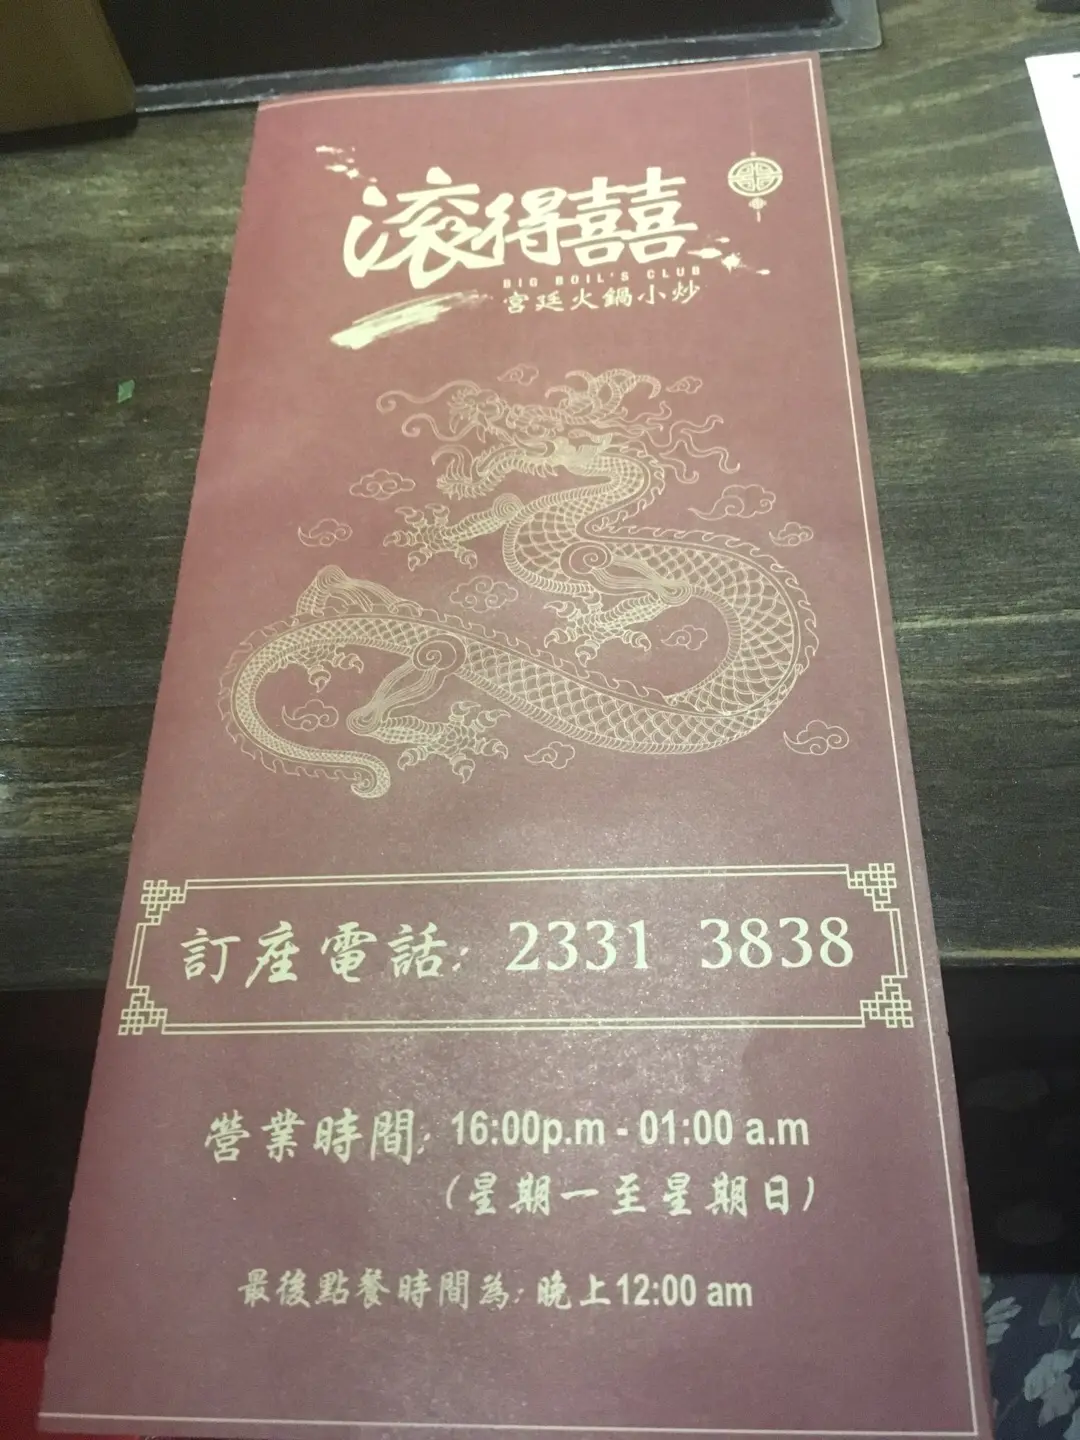 滾得囍
BIG BOIL'S CLUB
宮廷火鍋小炒
訂座電話: 2331 3838
營業時間: 16:00p.m - 01:00 a.m
(星期一至星期日)
最後點餐時間為: 晚上12:00 am